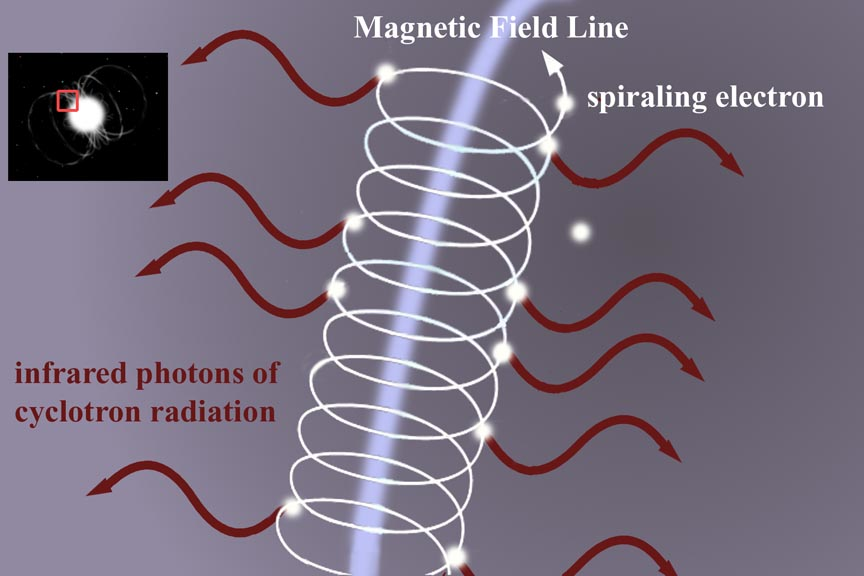 Magnetic Field Line
spiraling electron
infrared photons of
cyclotron radiation